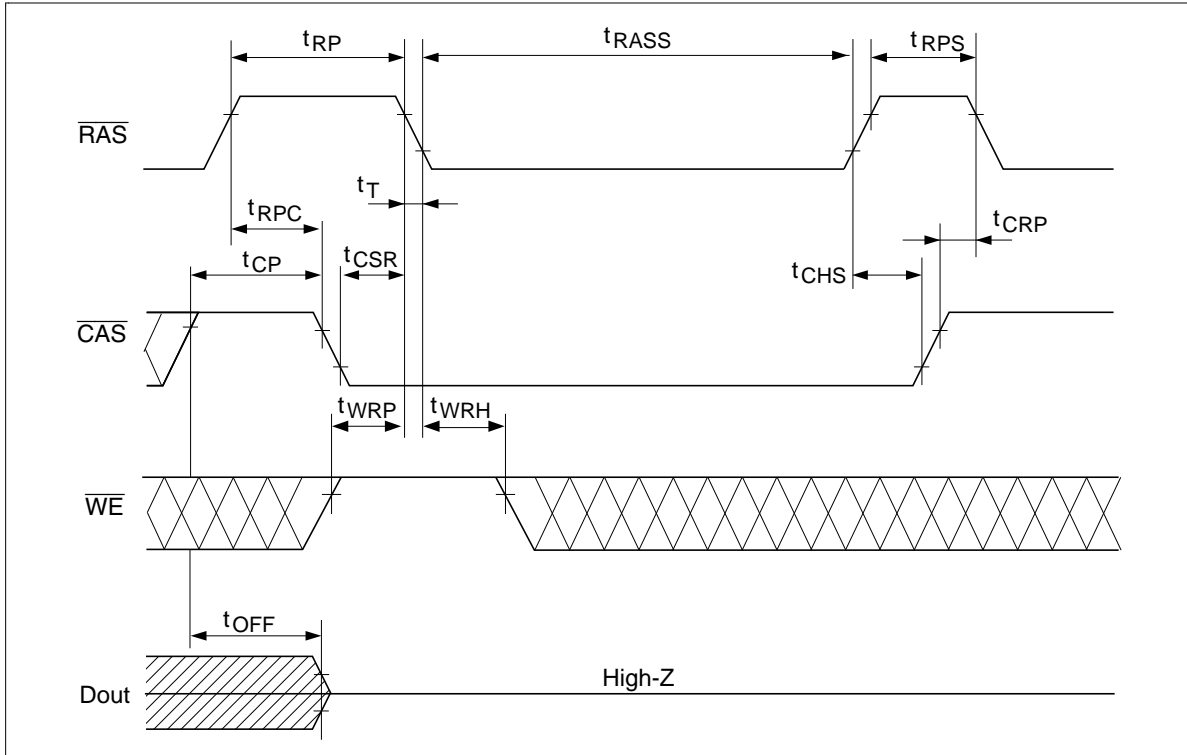 tRP
tRASS
tRPS
RAS
tT
tRPC
tCRP
tCP
tCSR
tCHS
CAS
tWRP
tWRH
WE
tOFF
High-Z
Dout